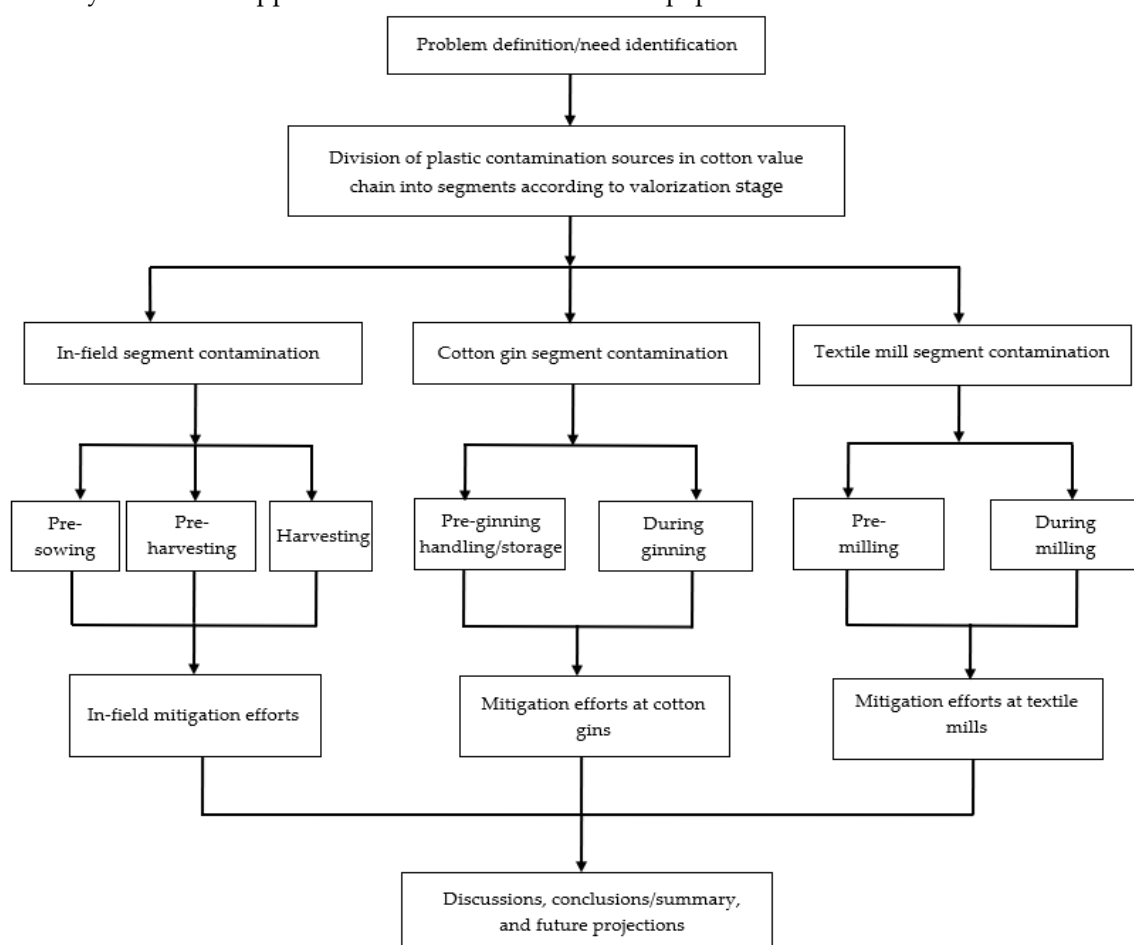 Problem definition/need identification
Division of plastic contamination sources in cotton value
chain into segments according to valorization stage
In-field segment contamination
Cotton gin segment contamination
Textile mill segment contamination
Pre-
sowing
Pre-
harvesting
Harvesting
Pre-ginning
handling/storage
During
ginning
Pre-
milling
During
milling
In-field mitigation efforts
Mitigation efforts at cotton
gins
Mitigation efforts at textile
mills
Discussions, conclusions/summary,
and future projections